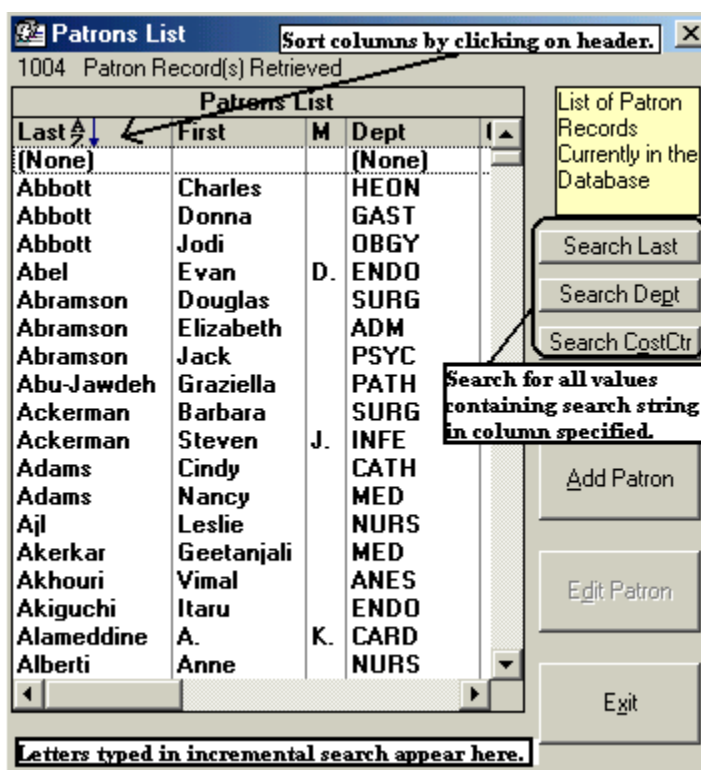 Patrons List
Sort columns by clicking on header.
1004 Patron Record(s) Retrieved
Patrons List
Last First M Dept
(None) (None)
Abbott Charles HEON
Abbott Donna GAST
Abbott Jodi OBGY
Abel Evan D. ENDO
Abramson Douglas SURG
Abramson Elizabeth ADM
Abramson Jack PSYC
Abu-Jawdeh Graziella PATH
Ackerman Barbara SURG
Ackerman Steven J. INFE
Adams Cindy CATH
Adams Nancy MED
Ajl Leslie NURS
Akerkar Geetanjali MED
Akhouri Vimal ANES
Akiguchi Itaru ENDO
Alameddine A. K. CARD
Alberti Anne NURS
List of Patron
Records
Currently in the
Database
Search Last
Search Dept
Search CostCtr
Search for all values
containing search string
in column specified.
Add Patron
Edit Patron
Exit
Letters typed in incremental search appear here.